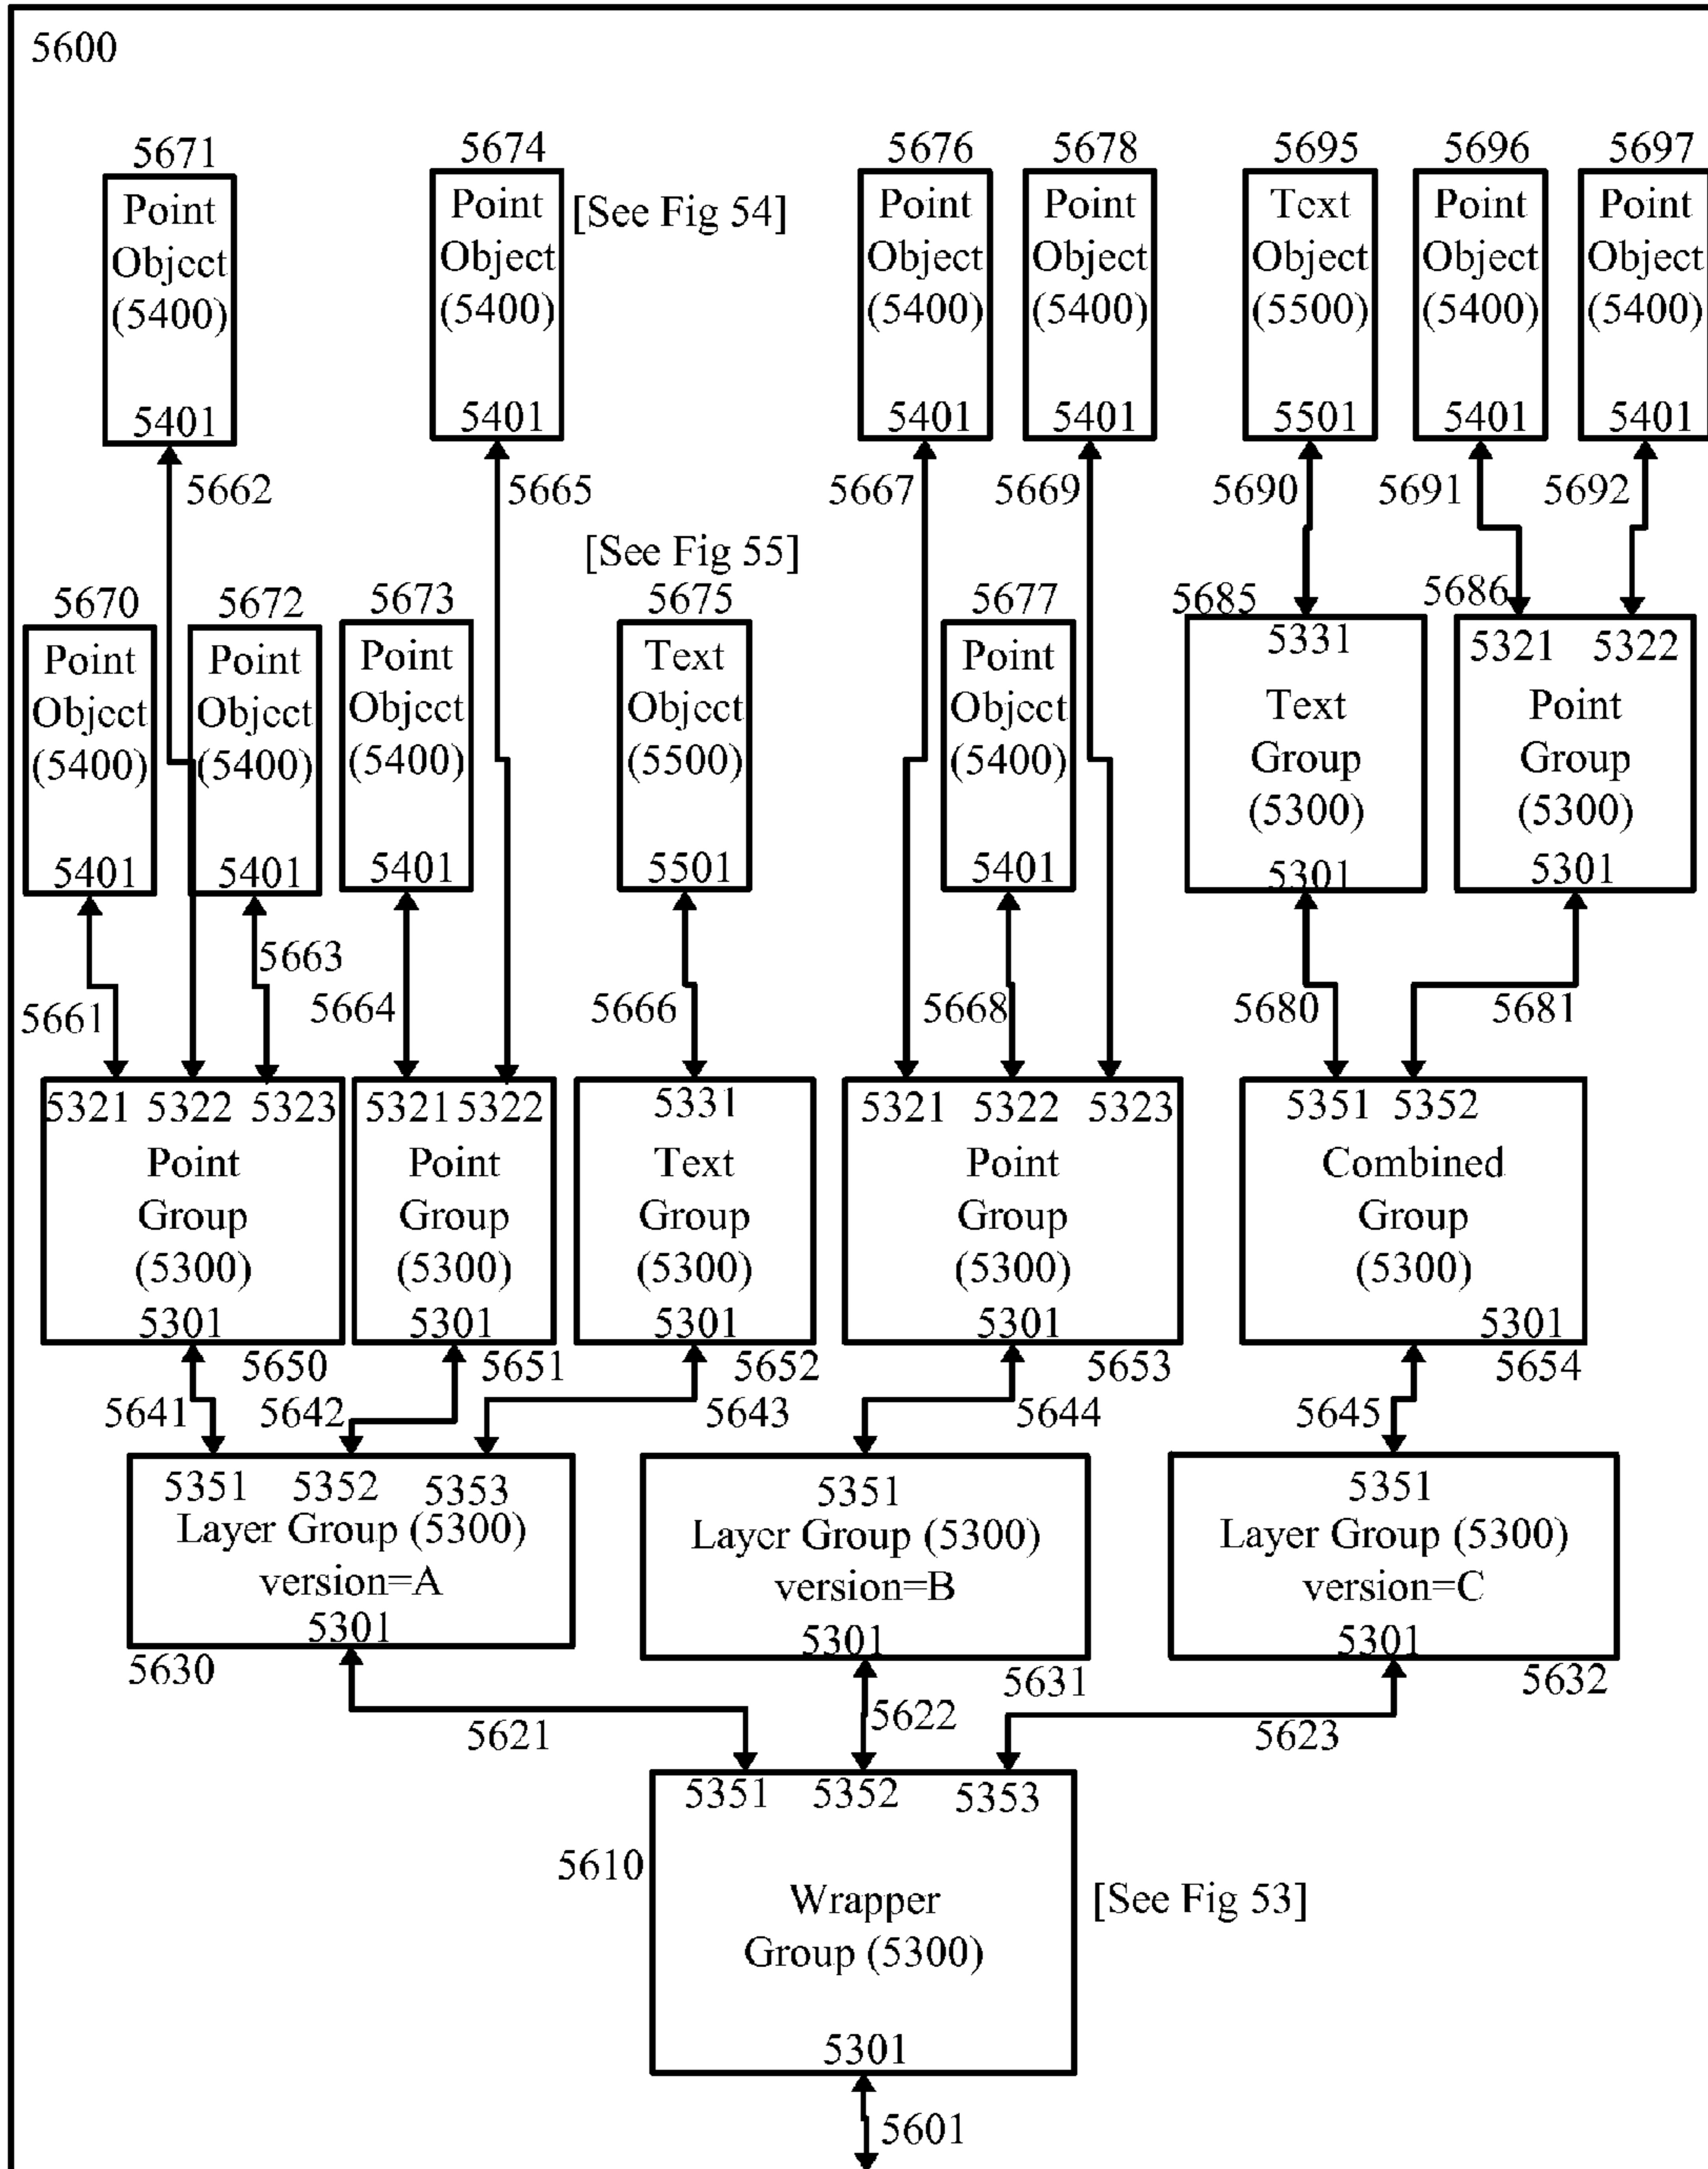 5600
5671
Point
Object
(5400)
5401
5674
Point
Object
(5400)
5401
[See Fig 54]
5676
Point
Object
(5400)
5401
5678
Point
Object
(5400)
5401
5695
Text
Object
(5500)
5501
5696
Point
Object
(5400)
5401
5697
Point
Object
(5400)
5401
5662
5665
5667
5669
5690
5691
5692
[See Fig 55]
5670
Point
Object
(5400)
5401
5672
Point
Object
(5400)
5401
5673
Point
Object
(5400)
5401
5675
Text
Object
(5500)
5501
5677
Point
Object
(5400)
5401
5685
5331
Text
Group
(5300)
5301
5686
5321 5322
Point
Group
(5300)
5301
5661
5663
5664
5666
5668
5680
5681
5321 5322 5323
Point
Group
(5300)
5301
5650
5321 5322
Point
Group
(5300)
5301
5651
5331
Text
Group
(5300)
5301
5652
5321 5322 5323
Point
Group
(5300)
5301
5653
5351 5352
Combined
Group
(5300)
5301
5654
5641
5642
5643
5644
5645
5351 5352 5353
Layer Group (5300)
version=A
5301
5630
5351
Layer Group (5300)
version=B
5301
5631
5351
Layer Group (5300)
version=C
5301
5632
5621
5622
5623
5351 5352 5353
5610
Wrapper
Group (5300)
5301
[See Fig 53]
5601